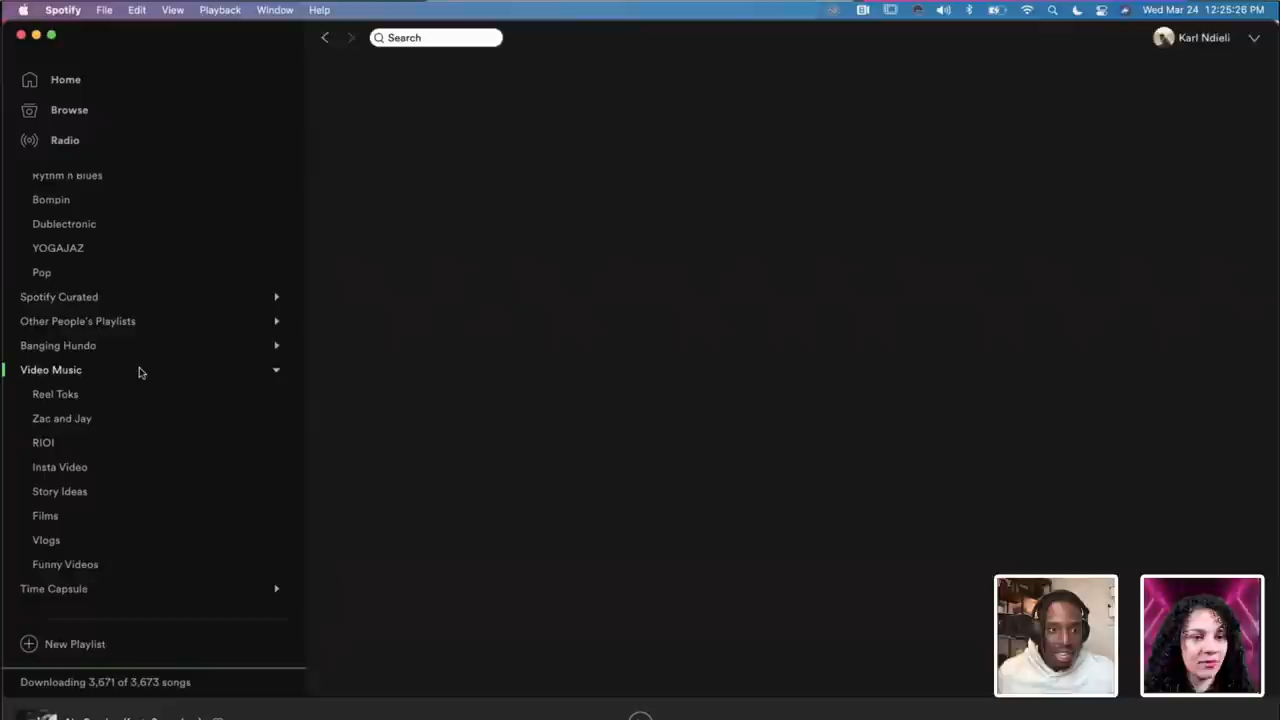 Spotify File Edit View Playback Window Help Wed Mar 24 12:25:26 PM
Search
Karl Ndieli
Home
Browse
Radio
Rythm n Blues
Bompin
Dublectronic
YOGAJAZ
Pop
Spotify Curated
Other People's Playlists
Banging Hundo
Video Music
Reel Toks
Zac and Jay
RIOI
Insta Video
Story Ideas
Films
Vlogs
Funny Videos
Time Capsule
New Playlist
Downloading 3,671 of 3,673 songs